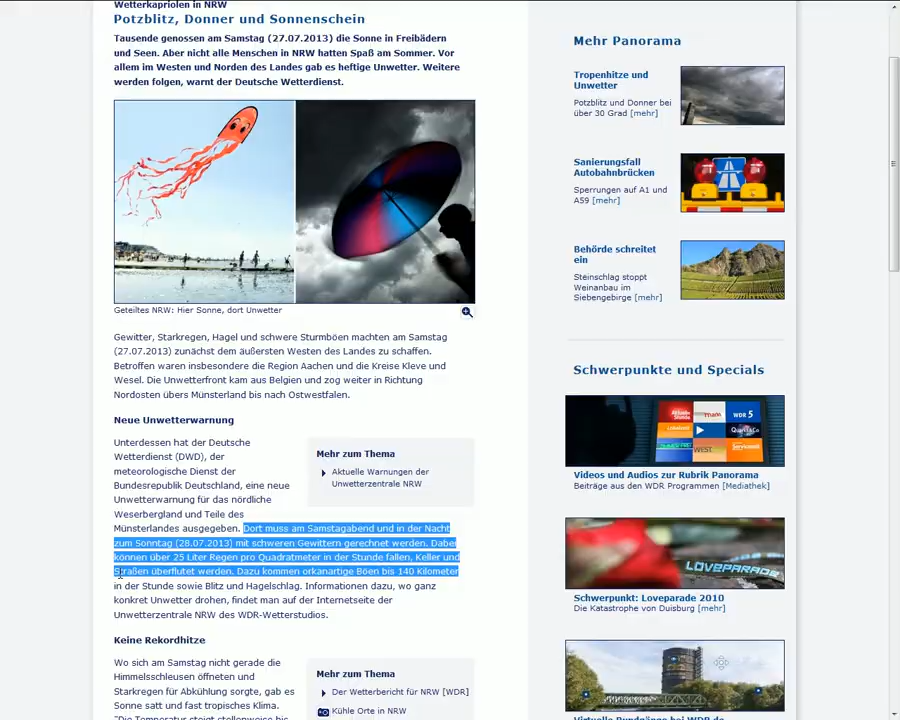 Wetterkapriolen in NRW
Potzblitz, Donner und Sonnenschein
Tausende genossen am Samstag (27.07.2013) die Sonne in Freibädern
und Seen. Aber nicht alle Menschen in NRW hatten Spaß am Sommer. Vor
allem im Westen und Norden des Landes gab es heftige Unwetter. Weitere
werden folgen, warnt der Deutsche Wetterdienst.
Geteiltes NRW: Hier Sonne, dort Unwetter
Gewitter, Starkregen, Hagel und schwere Sturmböen machten am Samstag
(27.07.2013) zunächst dem äußersten Westen des Landes zu schaffen.
Betroffen waren insbesondere die Region Aachen und die Kreise Kleve und
Wesel. Die Unwetterfront kam aus Belgien und zog weiter in Richtung
Nordosten übers Münsterland bis nach Ostwestfalen.
Neue Unwetterwarnung
Unterdessen hat der Deutsche
Wetterdienst (DWD), der
meteorologische Dienst der
Bundesrepublik Deutschland, eine neue
Unwetterwarnung für das nördliche
Weserbergland und Teile des
Münsterlandes ausgegeben. Dort muss am Samstagabend und in der Nacht
zum Sonntag (28.07.2013) mit schweren Gewittern gerechnet werden. Dabei
können über 25 Liter Regen pro Quadratmeter in der Stunde fallen, Keller und
Straßen überflutet werden. Dazu kommen orkanartige Böen bis 140 Kilometer
in der Stunde sowie Blitz und Hagelschlag. Informationen dazu, wo ganz
konkret Unwetter drohen, findet man auf der Internetseite der
Unwetterzentrale NRW des WDR-Wetterstudios.
Mehr zum Thema
Aktuelle Warnungen der
Unwetterzentrale NRW
Keine Rekordhitze
Wo sich am Samstag nicht gerade die
Himmelsschleusen öffneten und
Starkregen für Abkühlung sorgte, gab es
Sonne satt und fast tropisches Klima.
"Die Temperatur steigt stellenweise bis
Mehr zum Thema
Der Wetterbericht für NRW [WDR]
Kühle Orte in NRW
Mehr Panorama
Tropenhitze und
Unwetter
Potzblitz und Donner bei
über 30 Grad [mehr]
Sanierungsfall
Autobahnbrücken
Sperrungen auf A1 und
A59 [mehr]
Behörde schreitet
ein
Steinschlag stoppt
Weinanbau im
Siebengebirge [mehr]
Schwerpunkte und Specials
WDR 5
WEST
Videos und Audios zur Rubrik Panorama
Beiträge aus den WDR Programmen [Mediathek]
LOVEPARADE
Schwerpunkt: Loveparade 2010
Die Katastrophe von Duisburg [mehr]
Virtuelle Rundgänge bei WDR.de